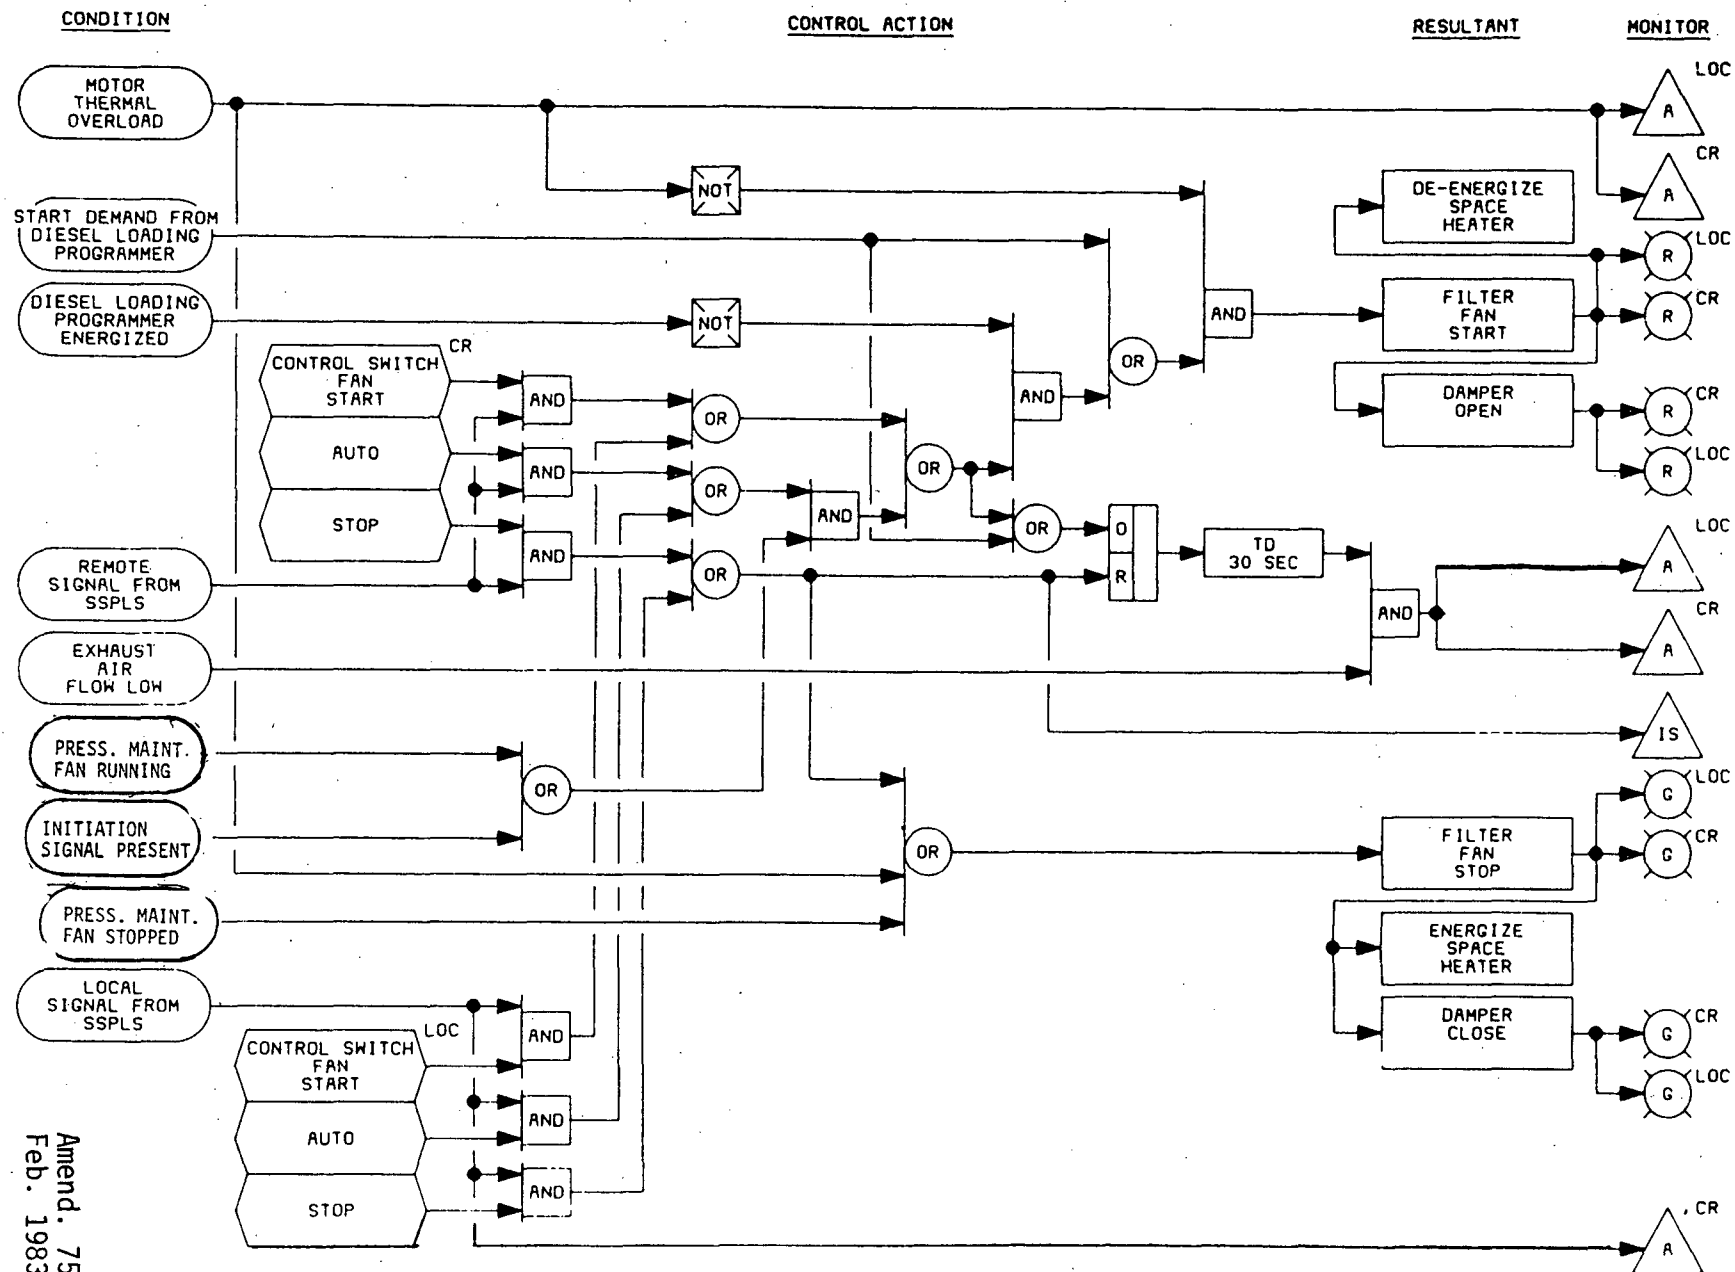 CONDITION
CONTROL ACTION
RESULTANT
MONITOR
MOTOR
THERMAL
OVERLOAD
LOC
A
CR
A
NOT
START DEMAND FROM
DIESEL LOADING
PROGRAMMER
DE-ENERGIZE
SPACE
HEATER
LOC
R
DIESEL LOADING
PROGRAMMER
ENERGIZED
NOT
AND
FILTER
FAN
START
CR
R
CONTROL SWITCH
FAN
START
CR
AND
OR
AND
OR
DAMPER
OPEN
CR
R
AUTO
AND
OR
OR
LOC
R
STOP
AND
OR
AND
OR
O
R
TD
30 SEC
LOC
A
REMOTE
SIGNAL FROM
SSPLS
AND
CR
A
EXHAUST
AIR
FLOW LOW
PRESS. MAINT.
FAN RUNNING
IS
OR
LOC
G
INITIATION
SIGNAL PRESENT
OR
FILTER
FAN
STOP
CR
G
PRESS. MAINT.
FAN STOPPED
ENERGIZE
SPACE
HEATER
LOCAL
SIGNAL FROM
SSPLS
DAMPER
CLOSE
CR
G
LOC
G
CONTROL SWITCH
FAN
START
LOC
AND
AUTO
AND
STOP
AND
CR
A
Amend. 75
Feb. 1983